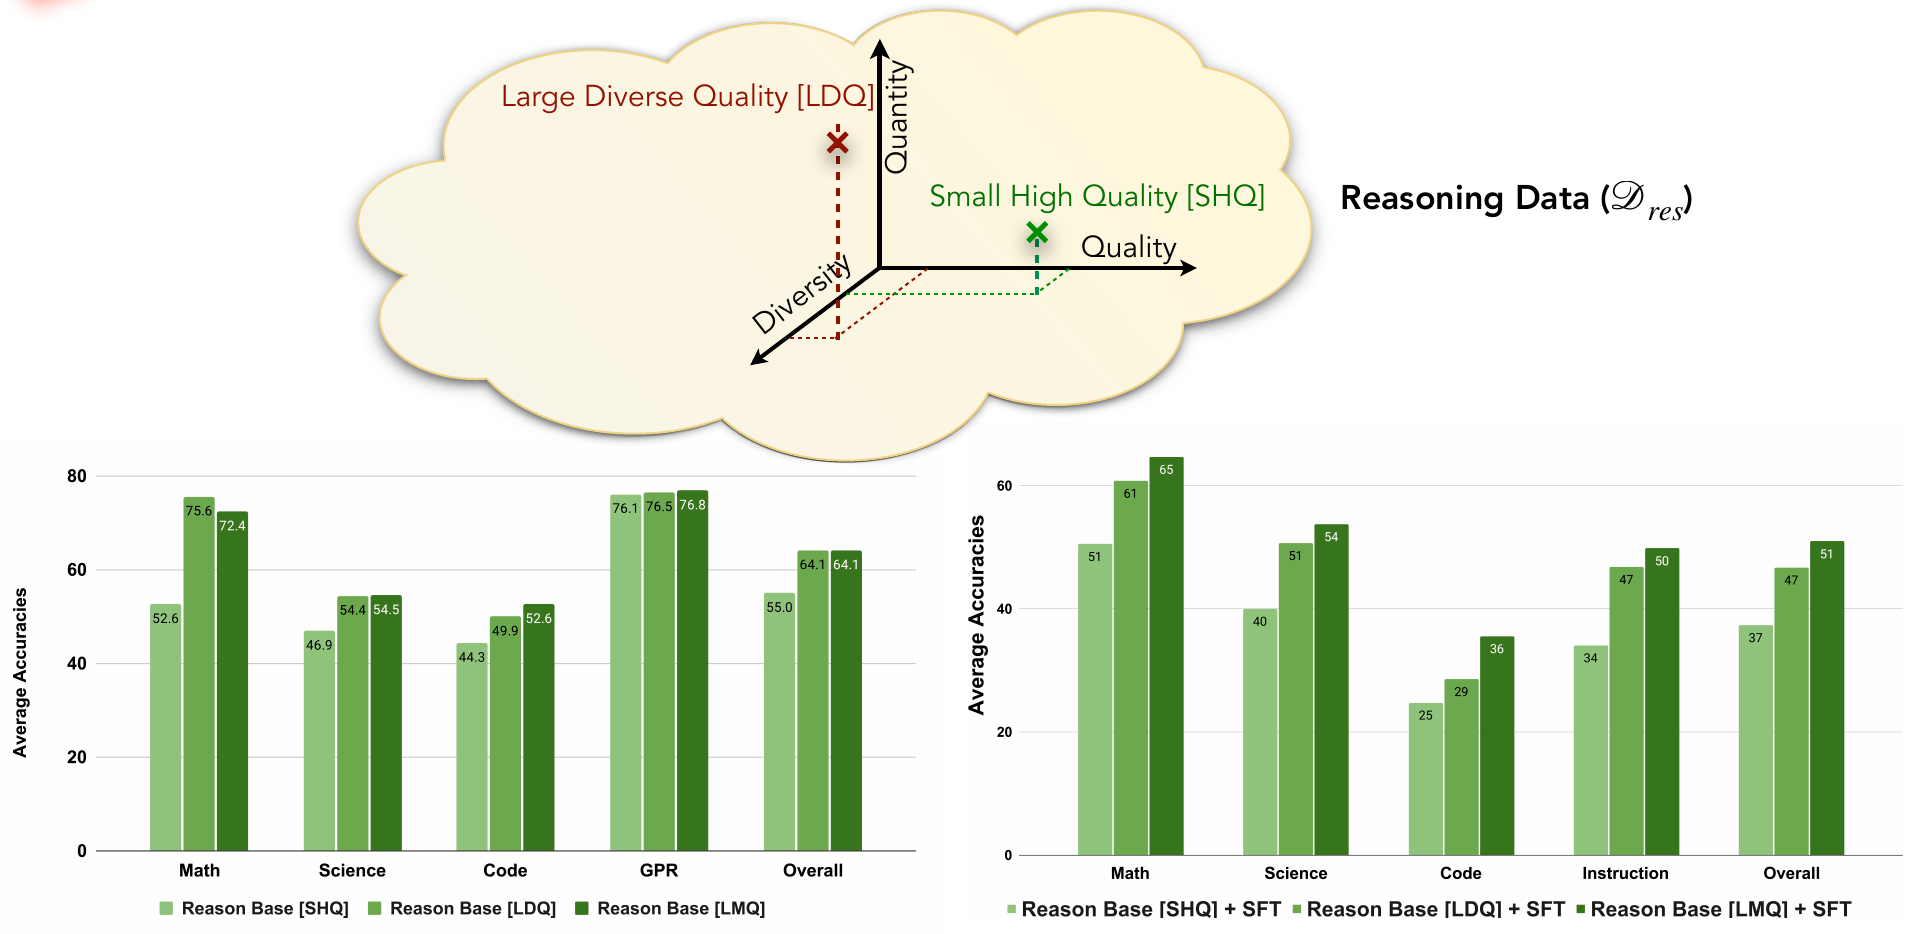 Large Diverse Quality [LDQ]
Quantity
Small High Quality [SHQ]
Quality
Diversity
Reasoning Data (𝒟res)
Average Accuracies
80
60
40
20
0
52.6
75.6
72.4
46.9
54.4
54.5
44.3
49.9
52.6
76.1
76.5
76.8
55.0
64.1
64.1
Math
Science
Code
GPR
Overall
Reason Base [SHQ]
Reason Base [LDQ]
Reason Base [LMQ]
Average Accuracies
60
40
20
0
51
61
65
40
51
54
25
29
36
34
47
50
37
47
51
Math
Science
Code
Instruction
Overall
Reason Base [SHQ] + SFT
Reason Base [LDQ] + SFT
Reason Base [LMQ] + SFT